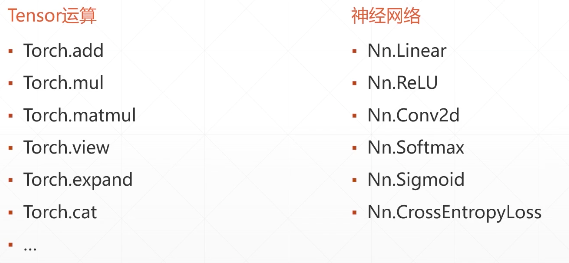 Tensor运算
Torch.add
Torch.mul
Torch.matmul
Torch.view
Torch.expand
Torch.cat
...
神经网络
Nn.Linear
Nn.ReLU
Nn.Conv2d
Nn.Softmax
Nn.Sigmoid
Nn.CrossEntropyLoss